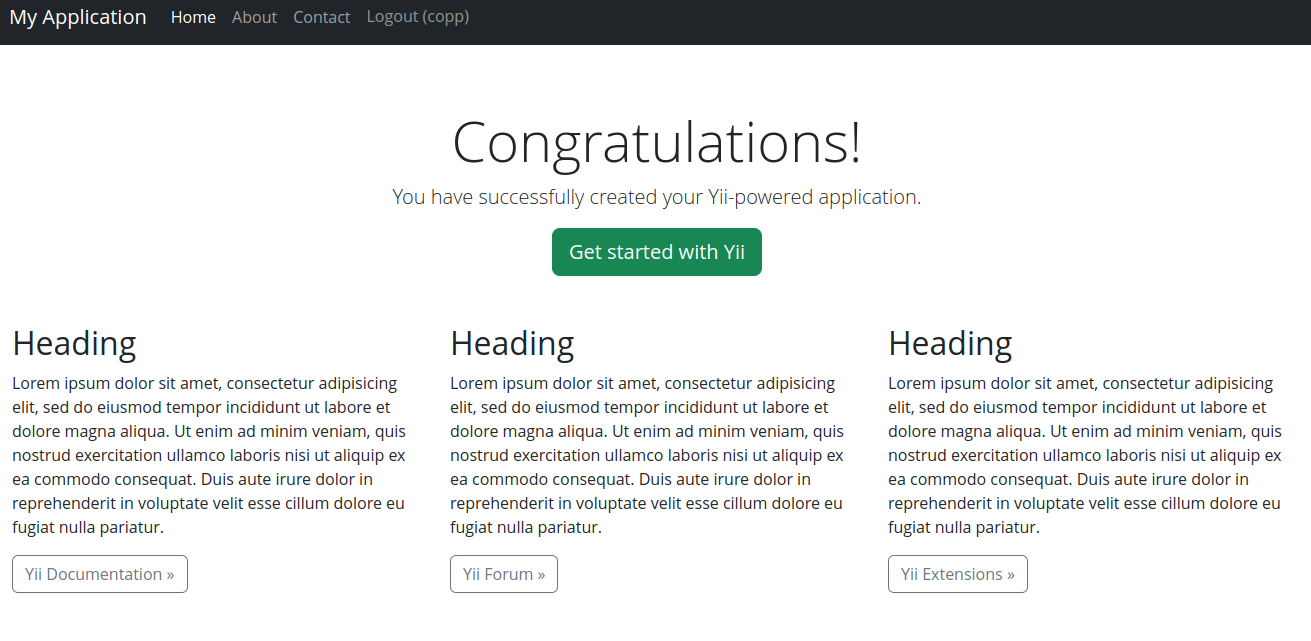 My Application Home About Contact Logout (copp)
Congratulations!
You have successfully created your Yii-powered application.
Get started with Yii
Heading
Lorem ipsum dolor sit amet, consectetur adipisicing
elit, sed do eiusmod tempor incididunt ut labore et
dolore magna aliqua. Ut enim ad minim veniam, quis
nostrud exercitation ullamco laboris nisi ut aliquip ex
ea commodo consequat. Duis aute irure dolor in
reprehenderit in voluptate velit esse cillum dolore eu
fugiat nulla pariatur.
Yii Documentation »
Heading
Lorem ipsum dolor sit amet, consectetur adipisicing
elit, sed do eiusmod tempor incididunt ut labore et
dolore magna aliqua. Ut enim ad minim veniam, quis
nostrud exercitation ullamco laboris nisi ut aliquip ex
ea commodo consequat. Duis aute irure dolor in
reprehenderit in voluptate velit esse cillum dolore eu
fugiat nulla pariatur.
Yii Forum »
Heading
Lorem ipsum dolor sit amet, consectetur adipisicing
elit, sed do eiusmod tempor incididunt ut labore et
dolore magna aliqua. Ut enim ad minim veniam, quis
nostrud exercitation ullamco laboris nisi ut aliquip ex
ea commodo consequat. Duis aute irure dolor in
reprehenderit in voluptate velit esse cillum dolore eu
fugiat nulla pariatur.
Yii Extensions »